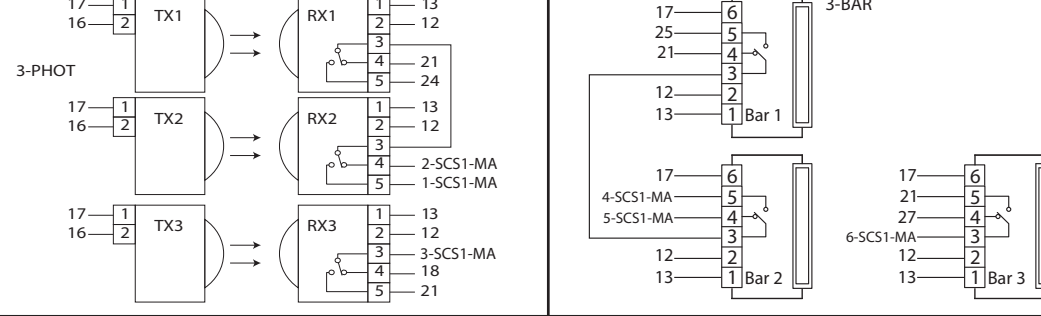 17 1 TX1 RX1 1 13
16 2 2 12
3
3-PHOT 4 21
5 24
17 1 TX2 RX2 1 13
16 2 2 12
3
4 2-SCS1-MA
5 1-SCS1-MA
17 1 TX3 RX3 1 13
16 2 2 12
3 3-SCS1-MA
4 18
5 21
3-BAR
17 6
25 5
21 4
3
12 2
13 1 Bar 1
17 6
4-SCS1-MA 5
5-SCS1-MA 4
3
12 2
13 1 Bar 2
17 6
21 5
27 4
6-SCS1-MA 3
12 2
13 1 Bar 3